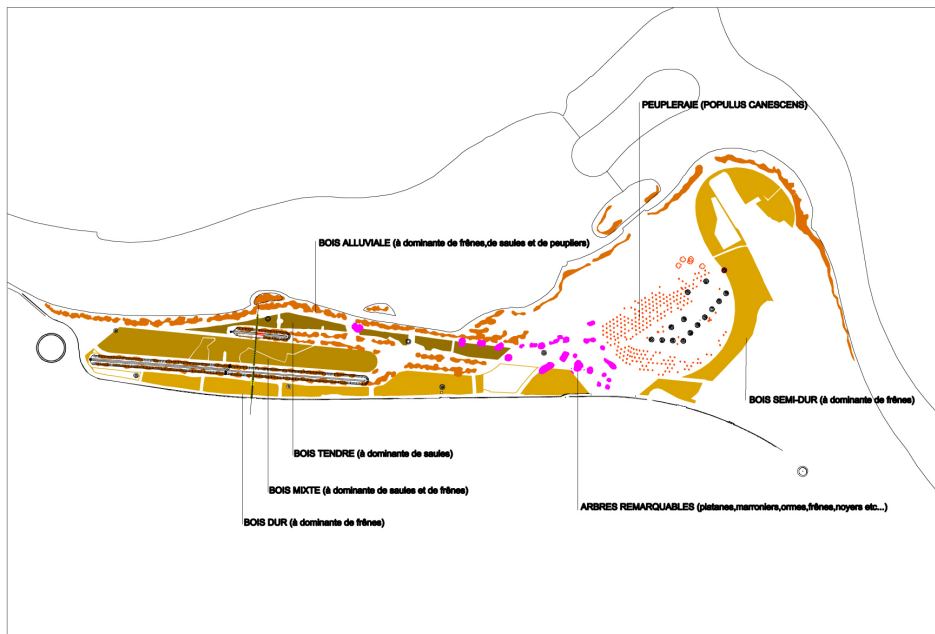 PEUPLERAIE (POPULUS CANESCENS)
BOIS ALLUVIALE (à dominante de frênes,de saules et de peupliers)
BOIS SEMI-DUR (à dominante de frênes)
BOIS TENDRE (à dominante de saules)
BOIS MIXTE (à dominante de saules et de frênes)
ARBRES REMARQUABLES (platanes,marroniers,ormes,frênes,noyers etc...)
BOIS DUR (à dominante de frênes)